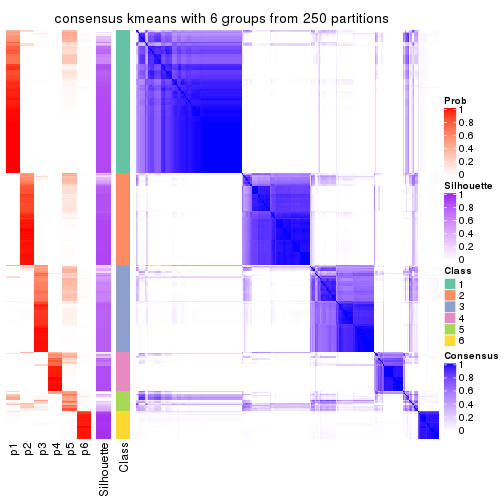 consensus kmeans with 6 groups from 250 partitions
Prob
1
0.8
0.6
0.4
0.2
0
Silhouette
1
0.8
0.6
0.4
0.2
0
Class
1
2
3
4
5
6
Consensus
1
0.8
0.6
0.4
0.2
0
p1
p2
p3
p4
p5
p6
Silhouette
Class